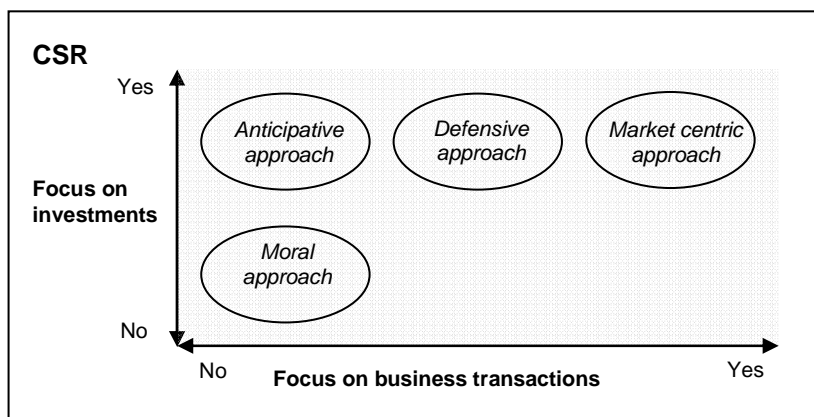 CSR
Yes
Anticipative
approach
Defensive
approach
Market centric
approach
Focus on
investments
Moral
approach
No
No
Focus on business transactions
Yes